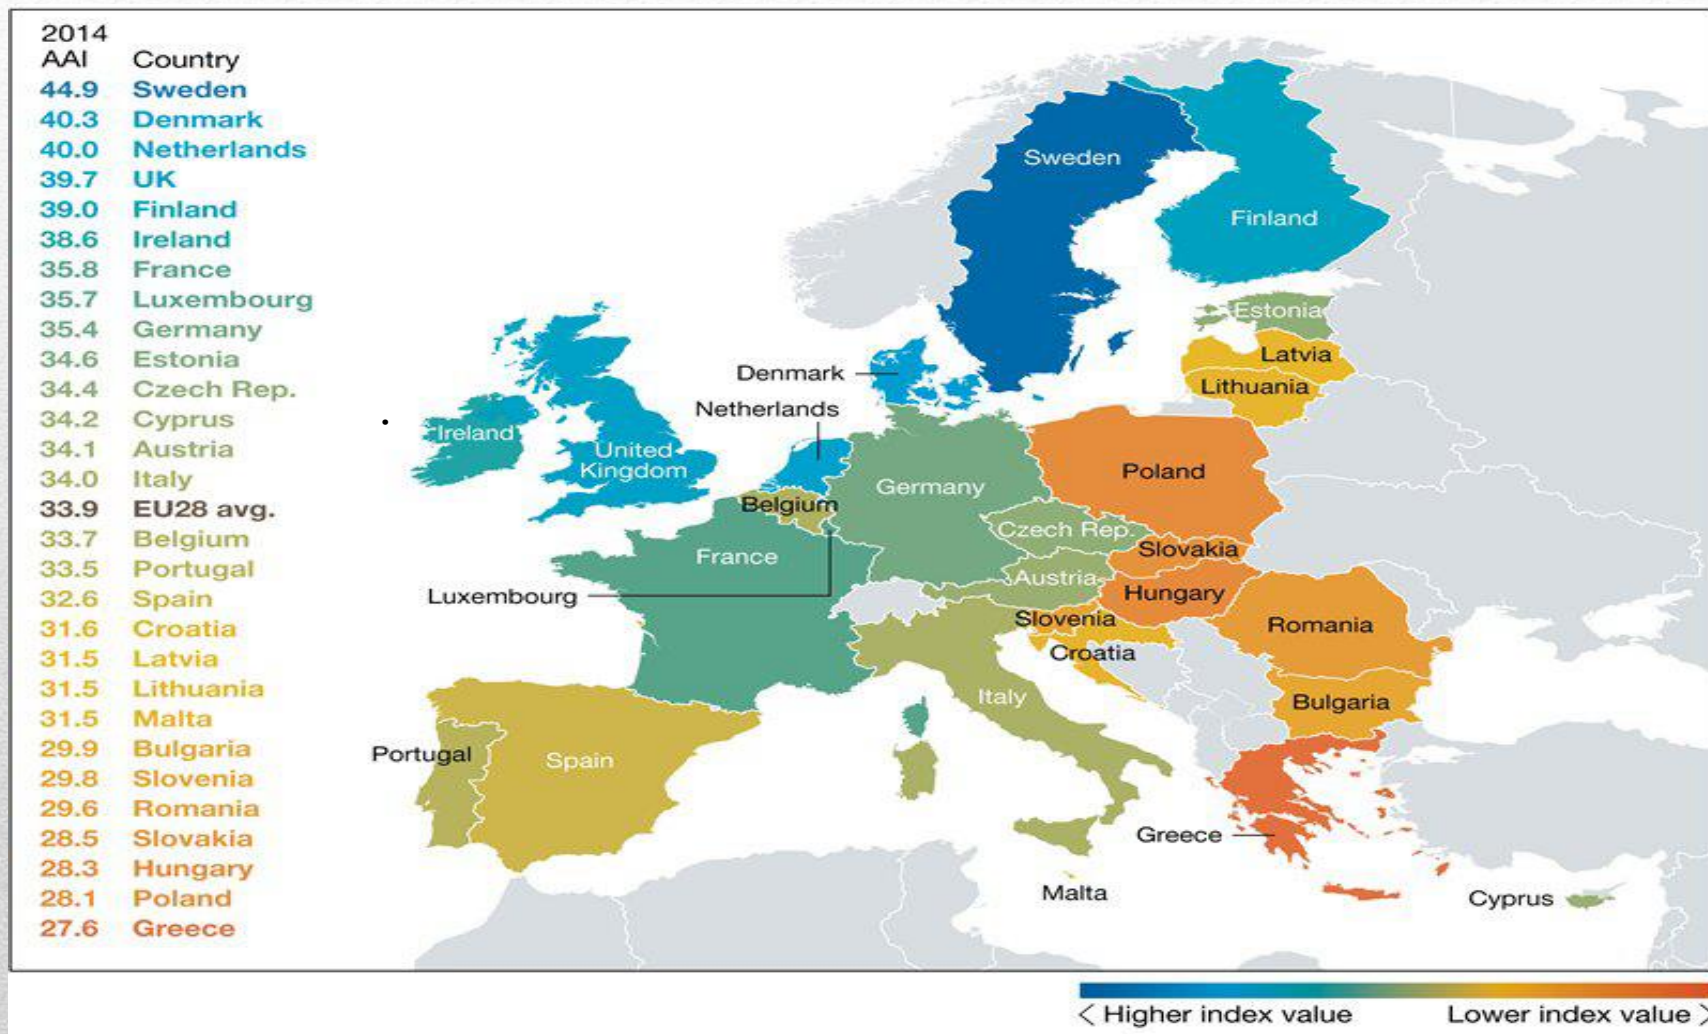 2014
AAI Country
44.9 Sweden
40.3 Denmark
40.0 Netherlands
39.7 UK
39.0 Finland
38.6 Ireland
35.8 France
35.7 Luxembourg
35.4 Germany
34.6 Estonia
34.4 Czech Rep.
34.2 Cyprus
34.1 Austria
34.0 Italy
33.9 EU28 avg.
33.7 Belgium
33.5 Portugal
32.6 Spain
31.6 Croatia
31.5 Latvia
31.5 Lithuania
31.5 Malta
29.9 Bulgaria
29.8 Slovenia
29.6 Romania
28.5 Slovakia
28.3 Hungary
28.1 Poland
27.6 Greece
Sweden
Finland
Estonia
Latvia
Lithuania
Denmark
Netherlands
Ireland
United
Kingdom
Poland
Germany
Belgium
Czech Rep.
Slovakia
France
Austria
Hungary
Luxembourg
Slovenia
Romania
Croatia
Italy
Bulgaria
Portugal
Spain
Greece
Malta
Cyprus
< Higher index value
Lower index value >